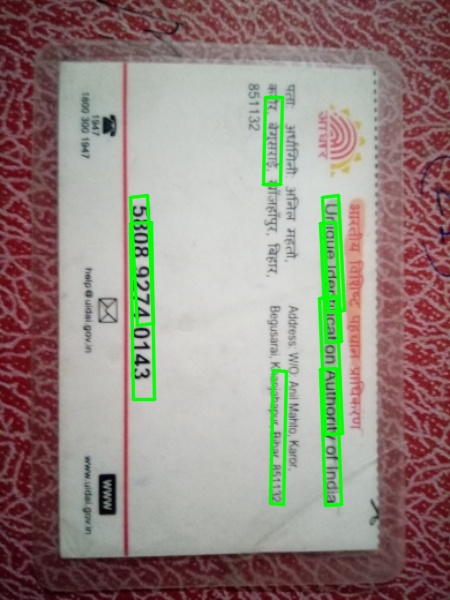 भारतीय विशिष्ट पहचान प्राधिकरण
Unique Identification Authority of India
आधार
पता: अर्धांगिनी: अनिल महतो,
करोर, बेगूसराई, खाँजहाँपुर, बिहार,
851132
Address: W/O: Anil Mahto, Karor,
Begusarai, Khanjahapur, Bihar, 851132
5808 9274 0143
1947
1800 300 1947
help@uidai.gov.in
WWW
www.uidai.gov.in